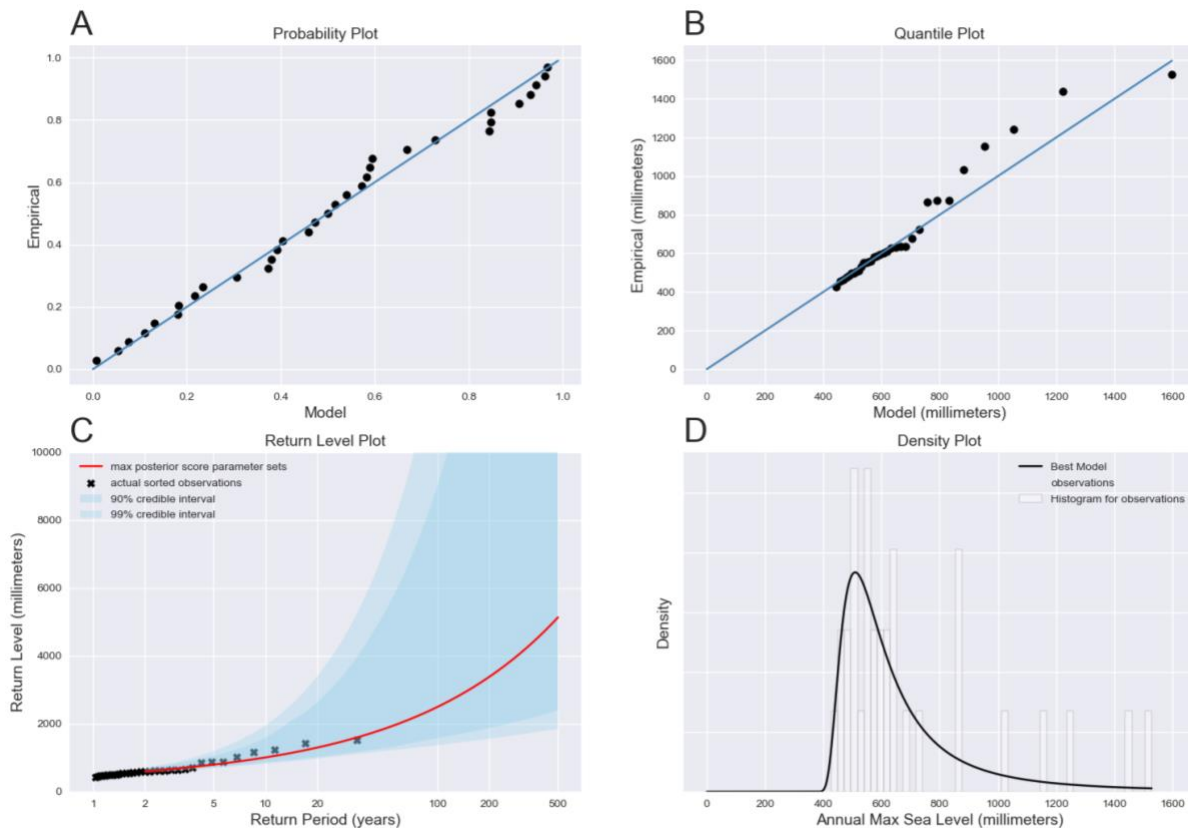 A
Probability Plot
1.0
0.8
0.6
0.4
0.2
0.0
Empirical
0.0 0.2 0.4 0.6 0.8 1.0
Model
B
Quantile Plot
1600
1400
1200
1000
800
600
400
200
0
Empirical (millimeters)
0 200 400 600 800 1000 1200 1400 1600
Model (millimeters)
C
Return Level Plot
10000
8000
6000
4000
2000
0
Return Level (millimeters)
max posterior score parameter sets
actual sorted observations
90% credible interval
99% credible interval
1 2 5 10 20 100 200 500
Return Period (years)
D
Density Plot
Density
Best Model
observations
Histogram for observations
0 200 400 600 800 1000 1200 1400 1600
Annual Max Sea Level (millimeters)